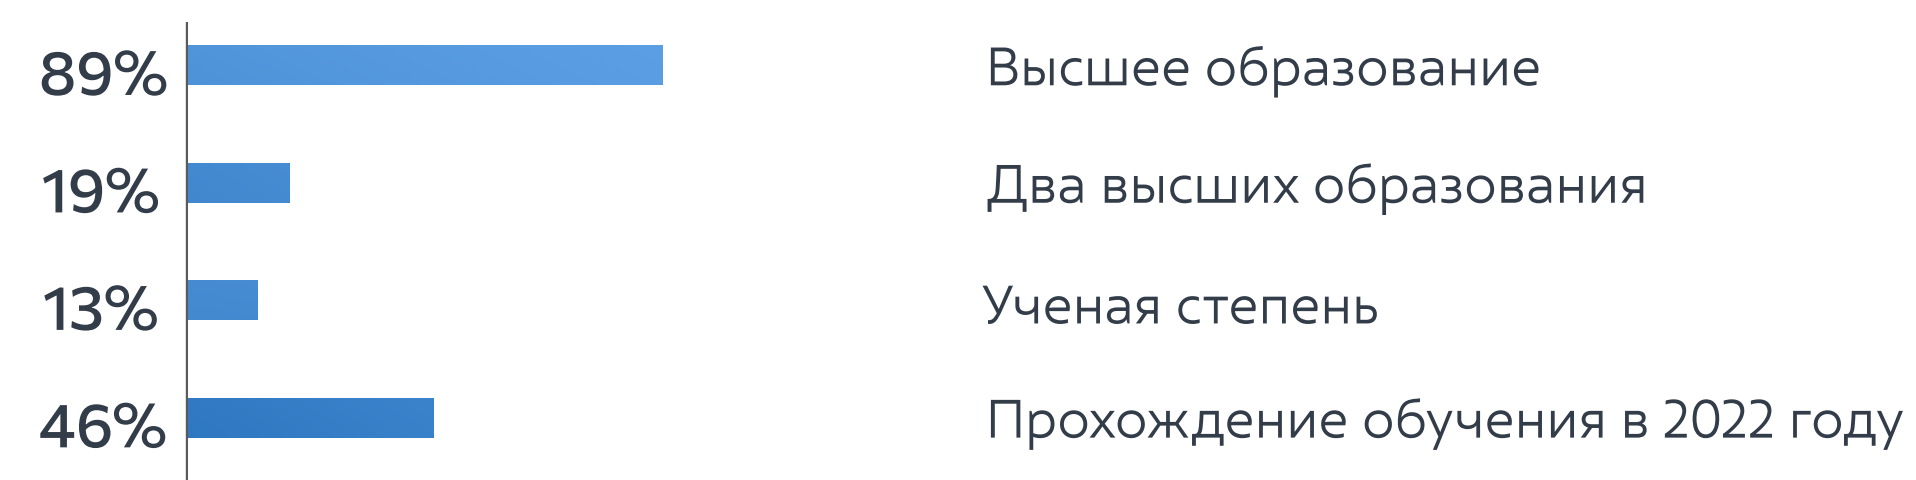 89% Высшее образование
19% Два высших образования
13% Ученая степень
46% Прохождение обучения в 2022 году